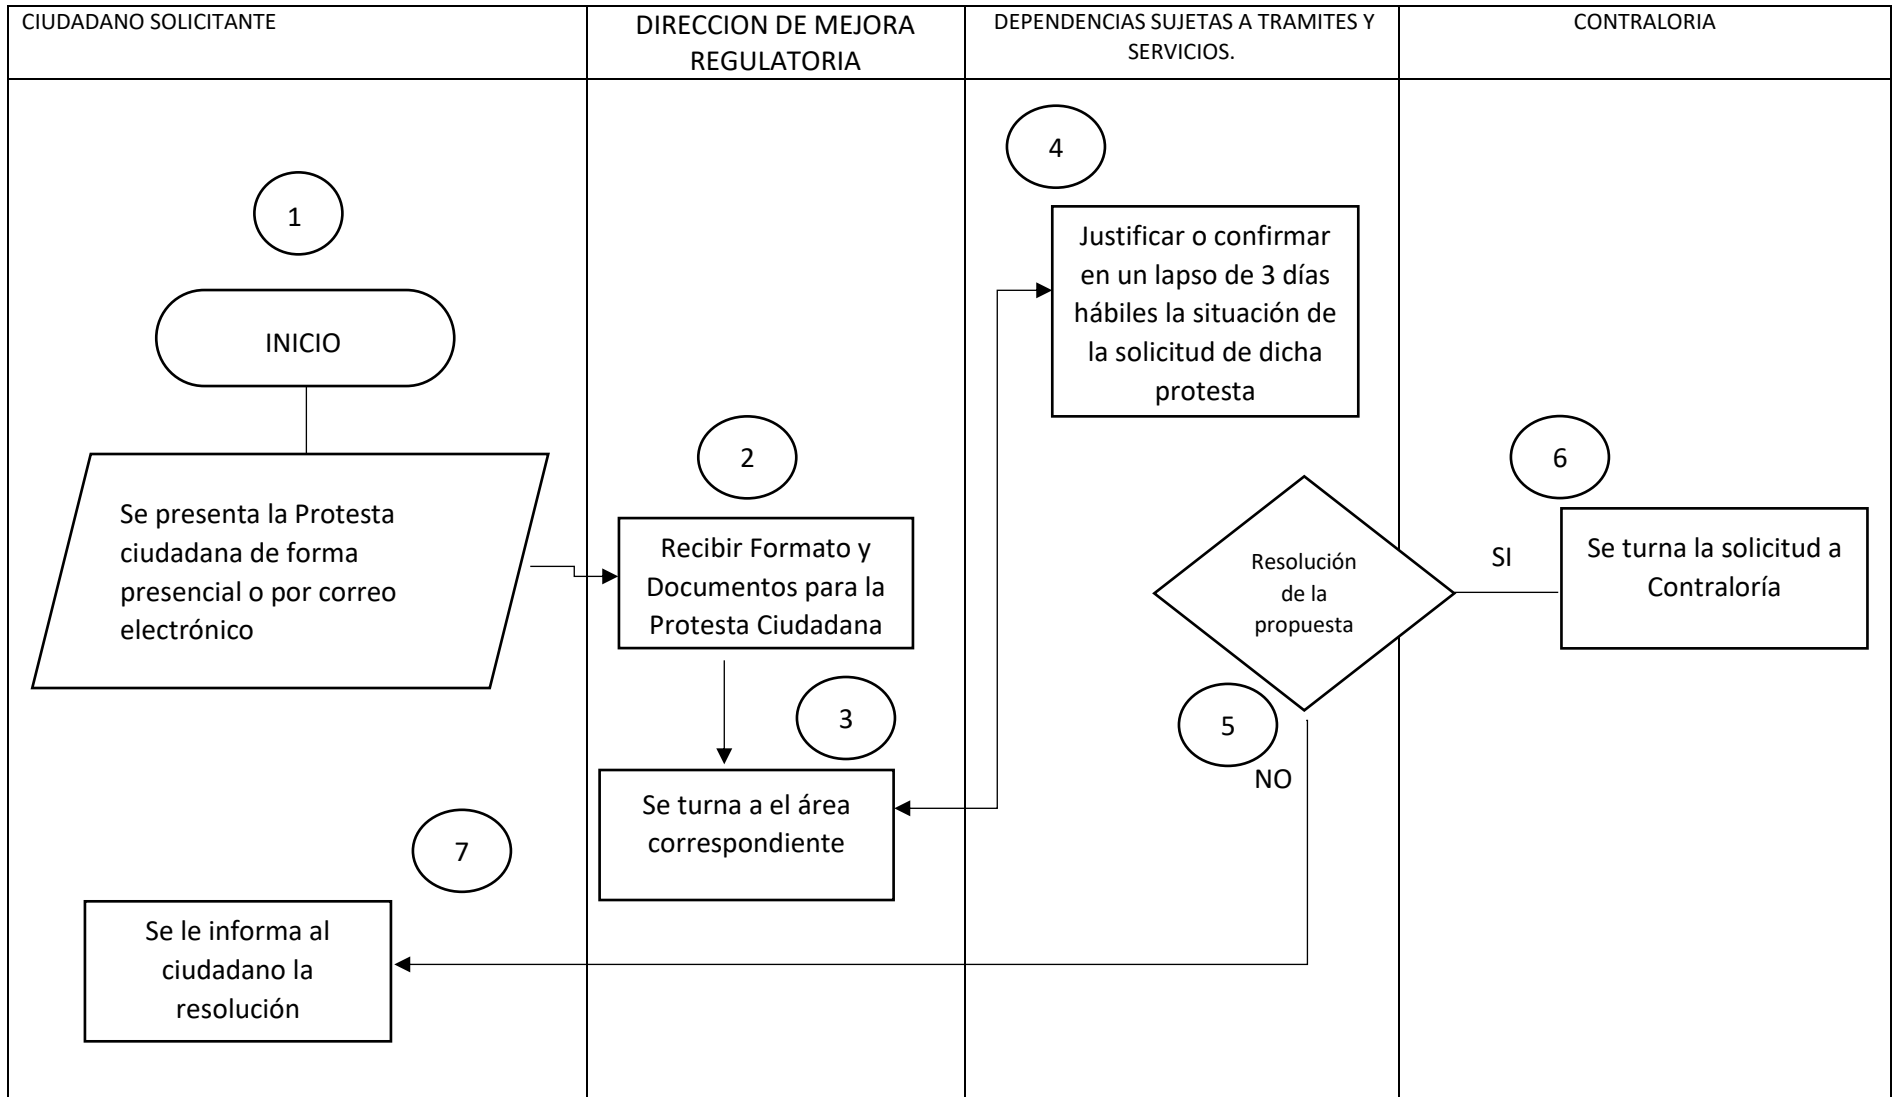 CIUDADANO SOLICITANTE
DIRECCION DE MEJORA
REGULATORIA
DEPENDENCIAS SUJETAS A TRAMITES Y
SERVICIOS.
CONTRALORIA
1
INICIO
Se presenta la Protesta
ciudadana de forma
presencial o por correo
electrónico
2
Recibir Formato y
Documentos para la
Protesta Ciudadana
3
Se turna a el área
correspondiente
4
Justificar o confirmar
en un lapso de 3 días
hábiles la situación de
la solicitud de dicha
protesta
Resolución
de la
propuesta
5
NO
SI
6
Se turna la solicitud a
Contraloría
7
Se le informa al
ciudadano la
resolución